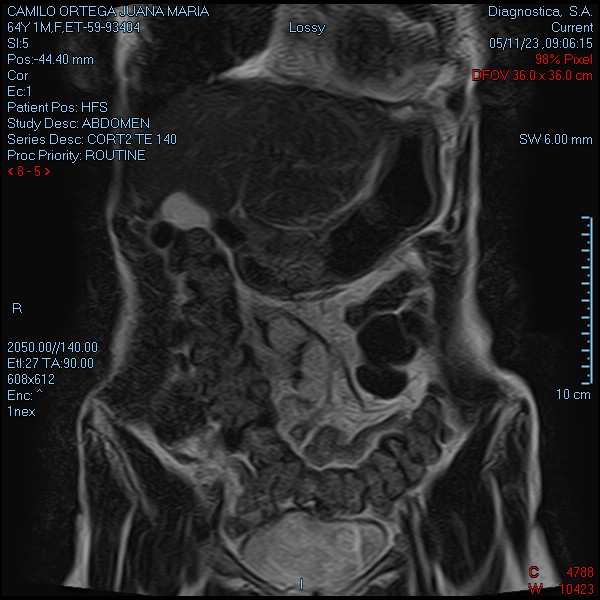 CAMILO ORTEGA JUANA MARIA
64Y 1M,F,ET-59-93404
Sl:5
Pos:-44.40 mm
Cor
Ec:1
Patient Pos: HFS
Study Desc: ABDOMEN
Series Desc: CORT2 TE 140
Proc Priority: ROUTINE
< 8 - 5 >
Lossy
Diagnostica, S.A.
Current
05/11/23 ,09:06:15
98% Pixel
DFOV 36.0 x 36.0 cm
SW 6.00 mm
R
2050.00//140.00
Etl:27 TA:90.00
608x612
Enc: ^
1nex
10 cm
I
C 4788
W 10423